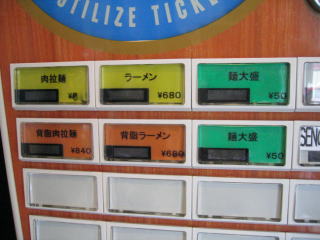 UTILIZE TICKE
肉拉麺
ラーメン
¥680
麺大盛
¥50
背脂肉拉麺
¥840
背脂ラーメン
¥680
麺大盛
¥50